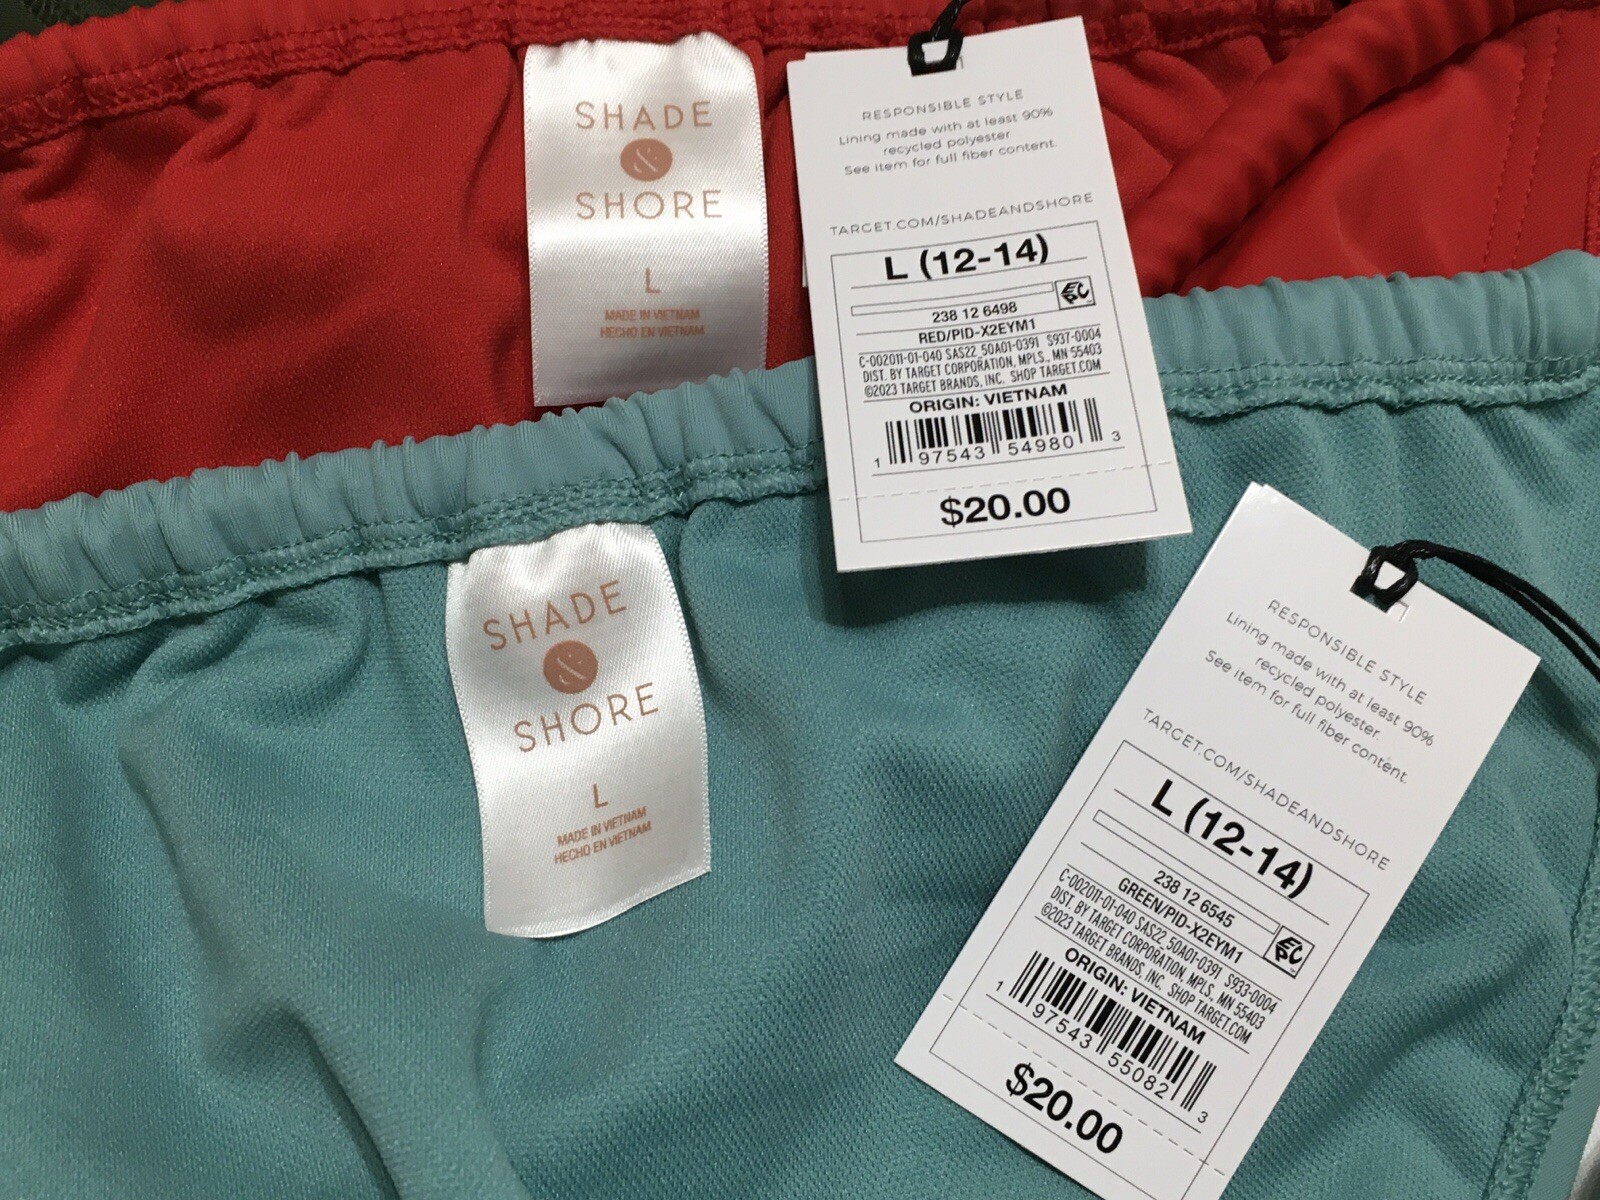 SHADE
&
SHORE
L
MADE IN VIETNAM
HECHO EN VIETNAM
RESPONSIBLE STYLE
Lining made with at least 90%
recycled polyester
See item for full fiber content.
TARGET.COM/SHADEANDSHORE
L (12-14)
EPC
238 12 6498
RED/PID-X2EYM1
C-002011-01-040 SAS22_50A01-0391 S937-0004
DIST. BY TARGET CORPORATION, MPLS., MN 55403
©2023 TARGET BRANDS, INC. SHOP TARGET.COM
ORIGIN: VIETNAM
1 97543 54980 3
$20.00
SHADE
&
SHORE
L
MADE IN VIETNAM
HECHO EN VIETNAM
RESPONSIBLE STYLE
Lining made with at least 90%
recycled polyester.
See item for full fiber content.
TARGET.COM/SHADEANDSHORE
L (12-14)
EPC
238 12 6545
GREEN/PID-X2EYM1
C-002011-01-040 SAS22_50A01-0391 S933-0004
DIST. BY TARGET CORPORATION, MPLS., MN 55403
©2023 TARGET BRANDS, INC. SHOP TARGET.COM
ORIGIN: VIETNAM
1 97543 55082 3
$20.00